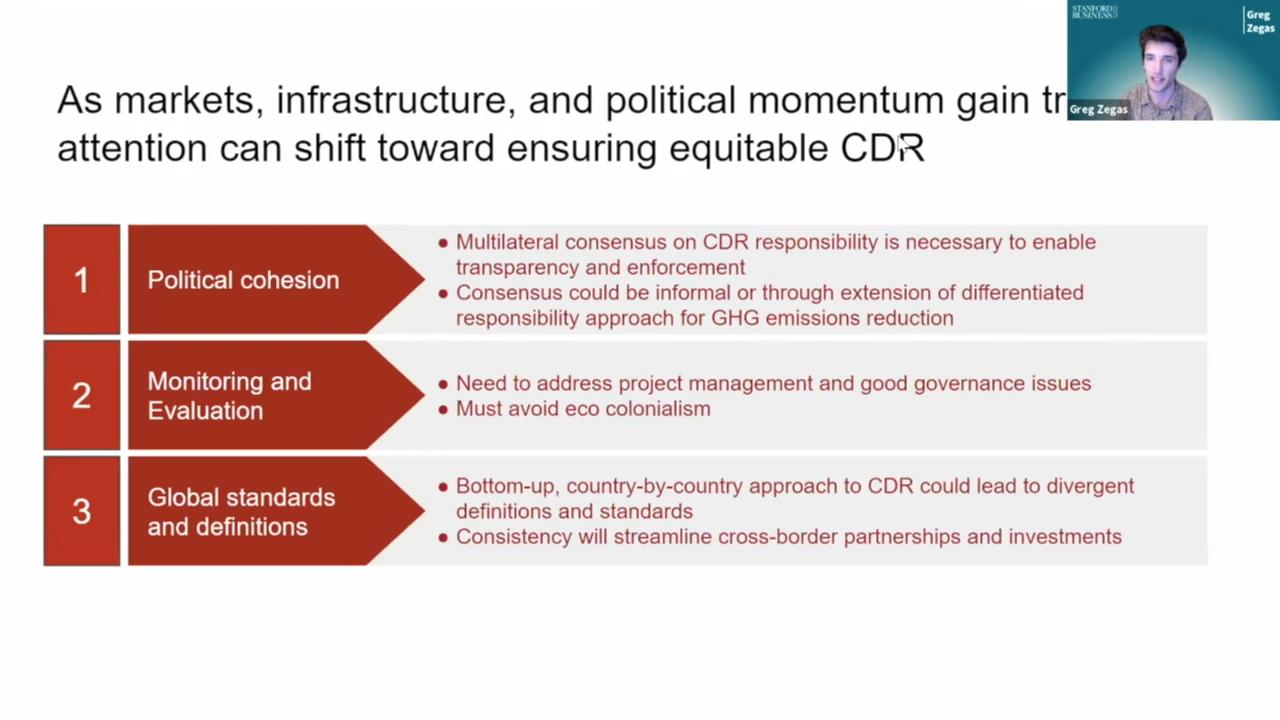 STANFORD
BUSINESS
Greg
Zegas
Greg Zegas
As markets, infrastructure, and political momentum gain
attention can shift toward ensuring equitable CDR
1
Political cohesion
● Multilateral consensus on CDR responsibility is necessary to enable
transparency and enforcement
● Consensus could be informal or through extension of differentiated
responsibility approach for GHG emissions reduction
2
Monitoring and
Evaluation
● Need to address project management and good governance issues
● Must avoid eco colonialism
3
Global standards
and definitions
● Bottom-up, country-by-country approach to CDR could lead to divergent
definitions and standards
● Consistency will streamline cross-border partnerships and investments